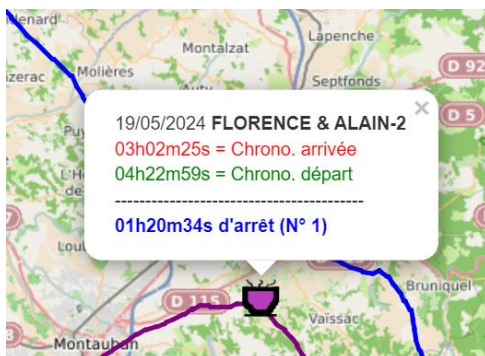 Lapenche
Montalzat
D 92
Molières
Septfonds
×
D 5
19/05/2024 FLORENCE & ALAIN-2
03h02m25s = Chrono. arrivée
04h22m59s = Chrono. départ
----------------------------------------
01h20m34s d'arrêt (N° 1)
Bruniquel
D 115
Vaïssac
Montauban